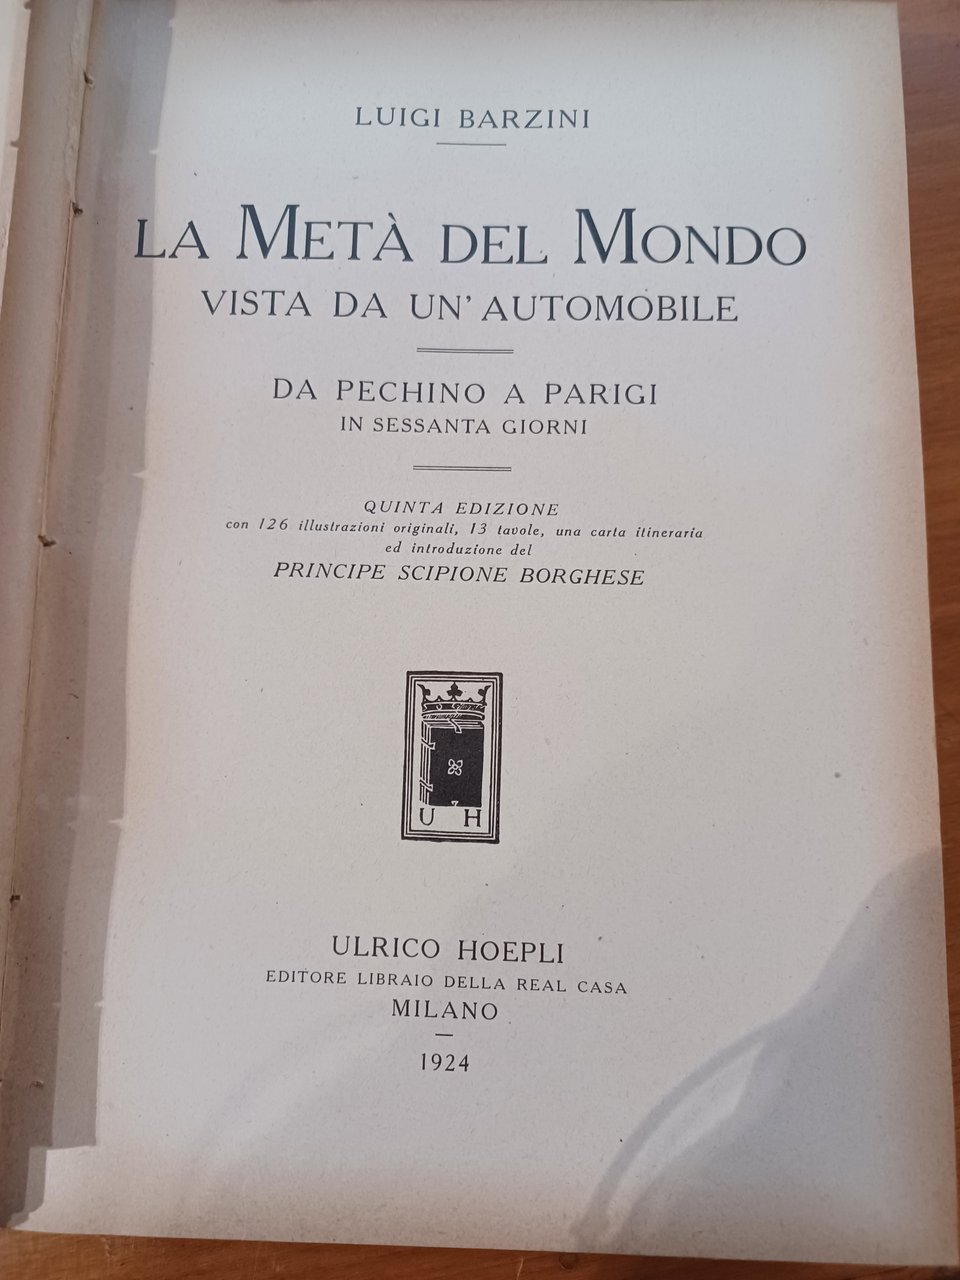 LUIGI BARZINI
LA METÀ DEL MONDO
VISTA DA UN' AUTOMOBILE
DA PECHINO A PARIGI
IN SESSANTA GIORNI
QUINTA EDIZIONE
con 126 illustrazioni originali, 13 tavole, una carta itineraria
ed introduzione del
PRINCIPE SCIPIONE BORGHESE
U H
ULRICO HOEPLI
EDITORE LIBRAIO DELLA REAL CASA
MILANO
1924